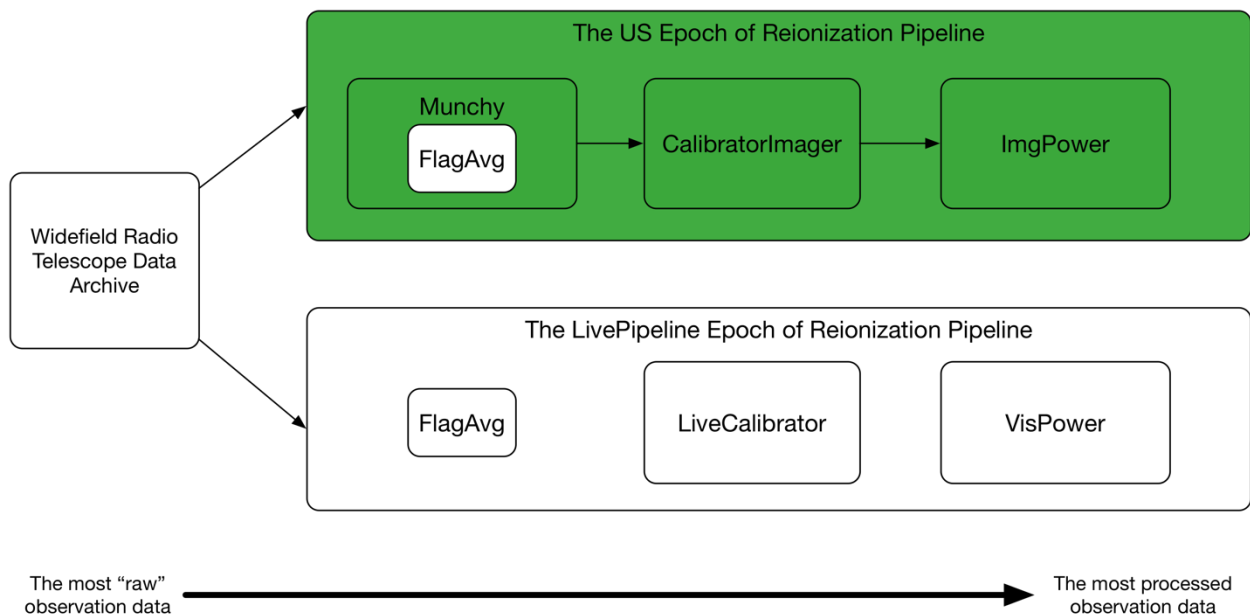 The US Epoch of Reionization Pipeline
Munchy
FlagAvg
CalibratorImager
ImgPower
Widefield Radio
Telescope Data
Archive
The LivePipeline Epoch of Reionization Pipeline
FlagAvg
LiveCalibrator
VisPower
The most “raw”
observation data
The most processed
observation data